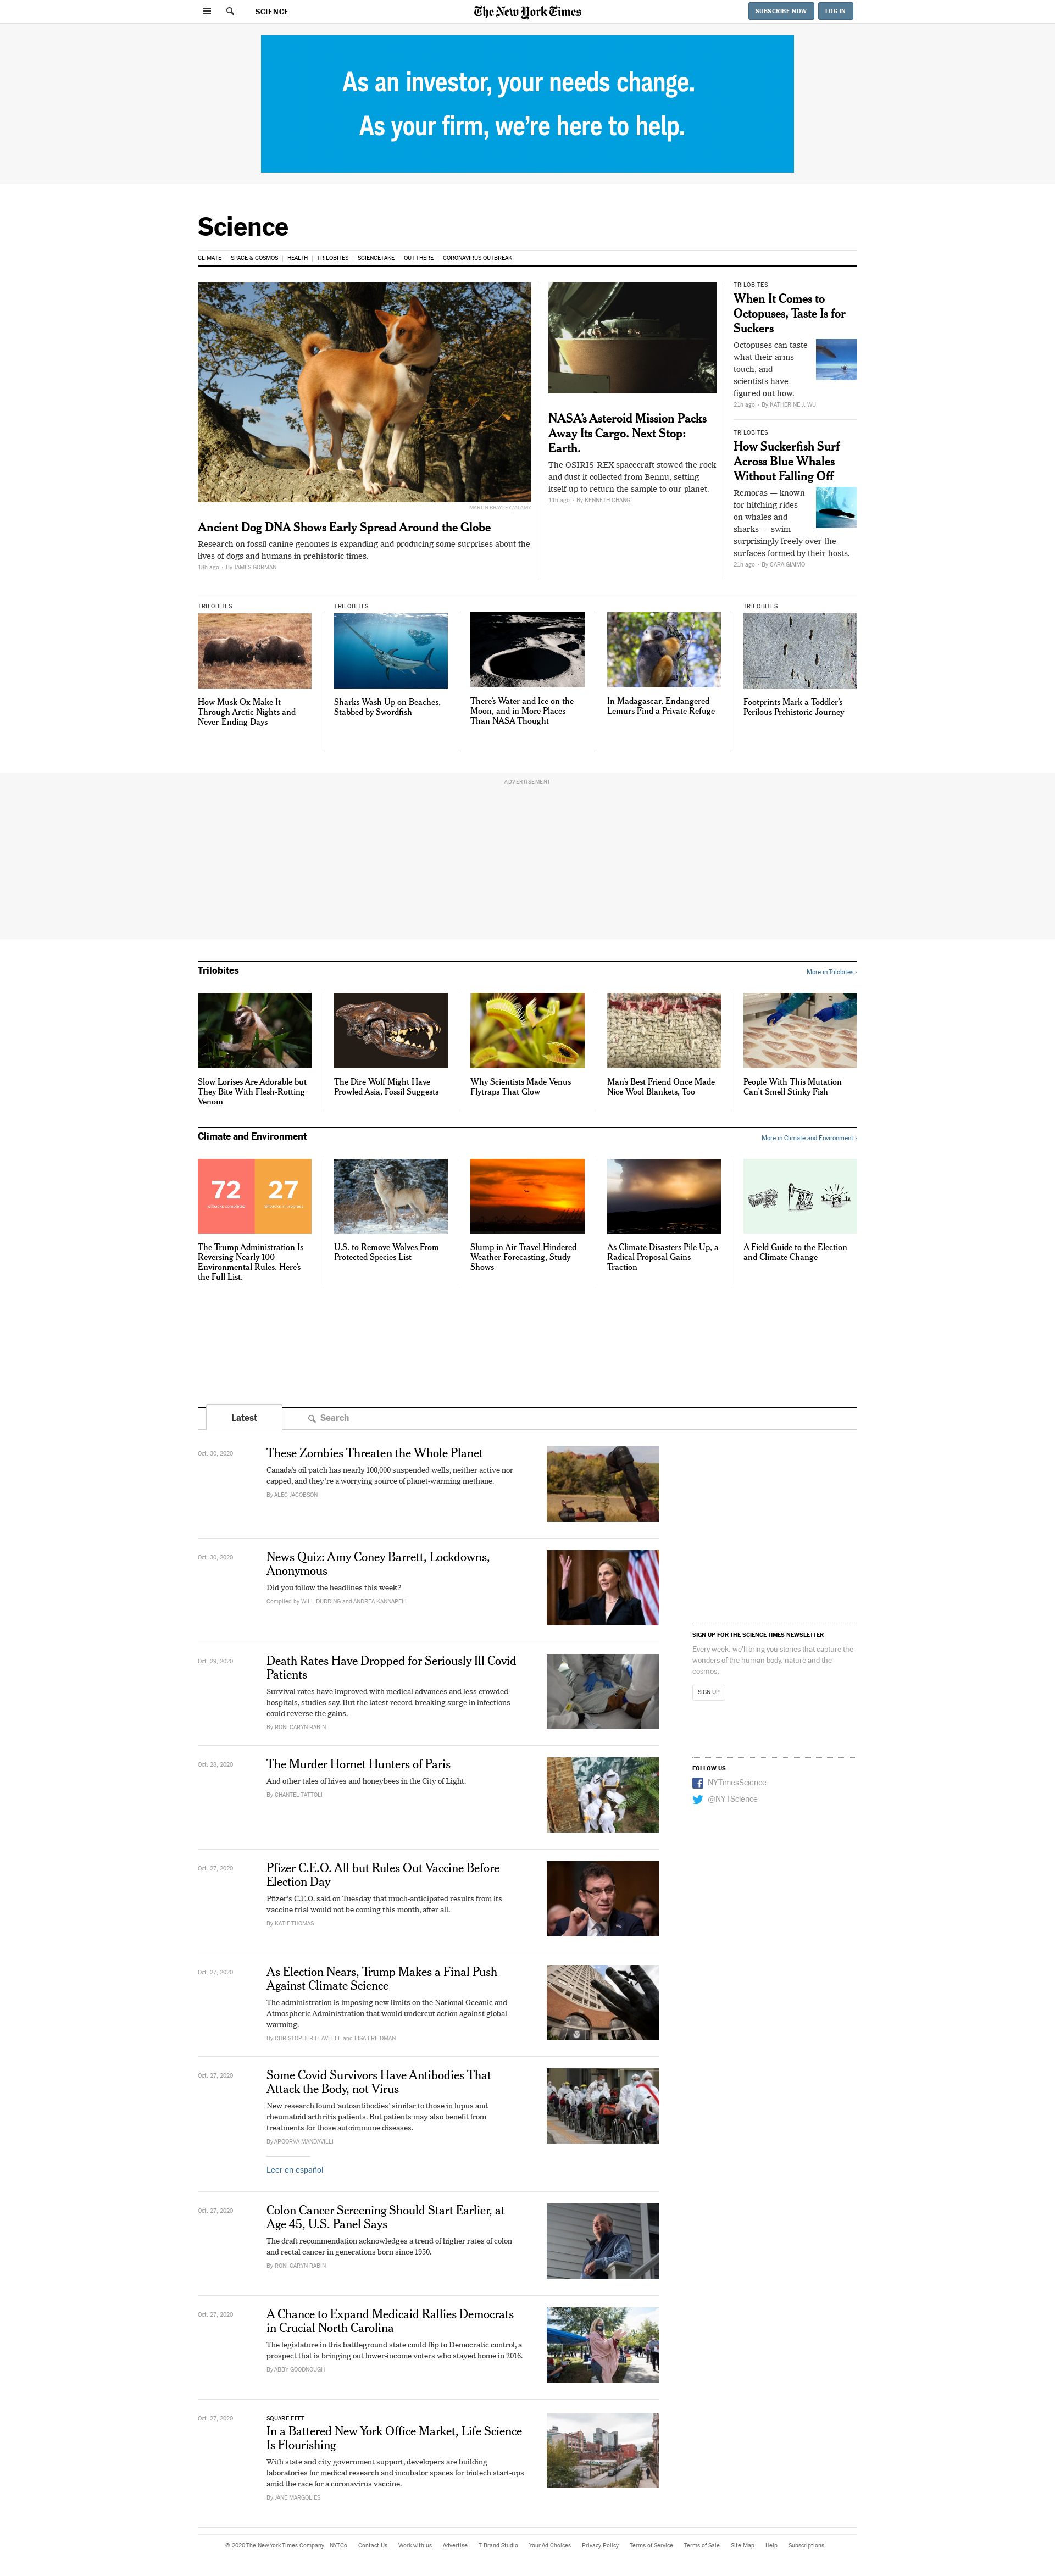 SCIENCE
The New York Times
SUBSCRIBE NOW
LOG IN
As an investor, your needs change.
As your firm, we're here to help.
Science
CLIMATE
SPACE & COSMOS
HEALTH
TRILOBITES
SCIENCETAKE
OUT THERE
CORONAVIRUS OUTBREAK
MARTIN BRAYLEY/ALAMY
Ancient Dog DNA Shows Early Spread Around the Globe
Research on fossil canine genomes is expanding and producing some surprises about the
lives of dogs and humans in prehistoric times.
18h ago · By JAMES GORMAN
NASA's Asteroid Mission Packs
Away Its Cargo. Next Stop:
Earth.
The OSIRIS-REX spacecraft stowed the rock
and dust it collected from Bennu, setting
itself up to return the sample to our planet.
11h ago · By KENNETH CHANG
TRILOBITES
When It Comes to
Octopuses, Taste Is for
Suckers
Octopuses can taste
what their arms
touch, and
scientists have
figured out how.
21h ago · By KATHERINE J. WU
TRILOBITES
How Suckerfish Surf
Across Blue Whales
Without Falling Off
Remoras — known
for hitching rides
on whales and
sharks — swim
surprisingly freely over the
surfaces formed by their hosts.
21h ago · By CARA GIAIMO
TRILOBITES
How Musk Ox Make It
Through Arctic Nights and
Never-Ending Days
TRILOBITES
Sharks Wash Up on Beaches,
Stabbed by Swordfish
There's Water and Ice on the
Moon, and in More Places
Than NASA Thought
In Madagascar, Endangered
Lemurs Find a Private Refuge
TRILOBITES
Footprints Mark a Toddler's
Perilous Prehistoric Journey
ADVERTISEMENT
Trilobites
More in Trilobites ›
Slow Lorises Are Adorable but
They Bite With Flesh-Rotting
Venom
The Dire Wolf Might Have
Prowled Asia, Fossil Suggests
Why Scientists Made Venus
Flytraps That Glow
Man's Best Friend Once Made
Nice Wool Blankets, Too
People With This Mutation
Can't Smell Stinky Fish
Climate and Environment
More in Climate and Environment ›
72
rollbacks completed
27
rollbacks in progress
The Trump Administration Is
Reversing Nearly 100
Environmental Rules. Here's
the Full List.
U.S. to Remove Wolves From
Protected Species List
Slump in Air Travel Hindered
Weather Forecasting, Study
Shows
As Climate Disasters Pile Up, a
Radical Proposal Gains
Traction
A Field Guide to the Election
and Climate Change
Latest
Search
Oct. 30, 2020
These Zombies Threaten the Whole Planet
Canada's oil patch has nearly 100,000 suspended wells, neither active nor
capped, and they're a worrying source of planet-warming methane.
By ALEC JACOBSON
Oct. 30, 2020
News Quiz: Amy Coney Barrett, Lockdowns,
Anonymous
Did you follow the headlines this week?
Compiled by WILL DUDDING and ANDREA KANNAPELL
Oct. 29, 2020
Death Rates Have Dropped for Seriously Ill Covid
Patients
Survival rates have improved with medical advances and less crowded
hospitals, studies say. But the latest record-breaking surge in infections
could reverse the gains.
By RONI CARYN RABIN
Oct. 28, 2020
The Murder Hornet Hunters of Paris
And other tales of hives and honeybees in the City of Light.
By CHANTEL TATTOLI
Oct. 27, 2020
Pfizer C.E.O. All but Rules Out Vaccine Before
Election Day
Pfizer's C.E.O. said on Tuesday that much-anticipated results from its
vaccine trial would not be coming this month, after all.
By KATIE THOMAS
Oct. 27, 2020
As Election Nears, Trump Makes a Final Push
Against Climate Science
The administration is imposing new limits on the National Oceanic and
Atmospheric Administration that would undercut action against global
warming.
By CHRISTOPHER FLAVELLE and LISA FRIEDMAN
Oct. 27, 2020
Some Covid Survivors Have Antibodies That
Attack the Body, not Virus
New research found 'autoantibodies' similar to those in lupus and
rheumatoid arthritis patients. But patients may also benefit from
treatments for those autoimmune diseases.
By APOORVA MANDAVILLI
Leer en español
Oct. 27, 2020
Colon Cancer Screening Should Start Earlier, at
Age 45, U.S. Panel Says
The draft recommendation acknowledges a trend of higher rates of colon
and rectal cancer in generations born since 1950.
By RONI CARYN RABIN
Oct. 27, 2020
A Chance to Expand Medicaid Rallies Democrats
in Crucial North Carolina
The legislature in this battleground state could flip to Democratic control, a
prospect that is bringing out lower-income voters who stayed home in 2016.
By ABBY GOODNOUGH
Oct. 27, 2020
SQUARE FEET
In a Battered New York Office Market, Life Science
Is Flourishing
With state and city government support, developers are building
laboratories for medical research and incubator spaces for biotech start-ups
amid the race for a coronavirus vaccine.
By JANE MARGOLIES
SIGN UP FOR THE SCIENCE TIMES NEWSLETTER
Every week, we'll bring you stories that capture the
wonders of the human body, nature and the
cosmos.
SIGN UP
FOLLOW US
NYTimesScience
@NYTScience
© 2020 The New York Times Company
NYTCo
Contact Us
Work with us
Advertise
T Brand Studio
Your Ad Choices
Privacy Policy
Terms of Service
Terms of Sale
Site Map
Help
Subscriptions